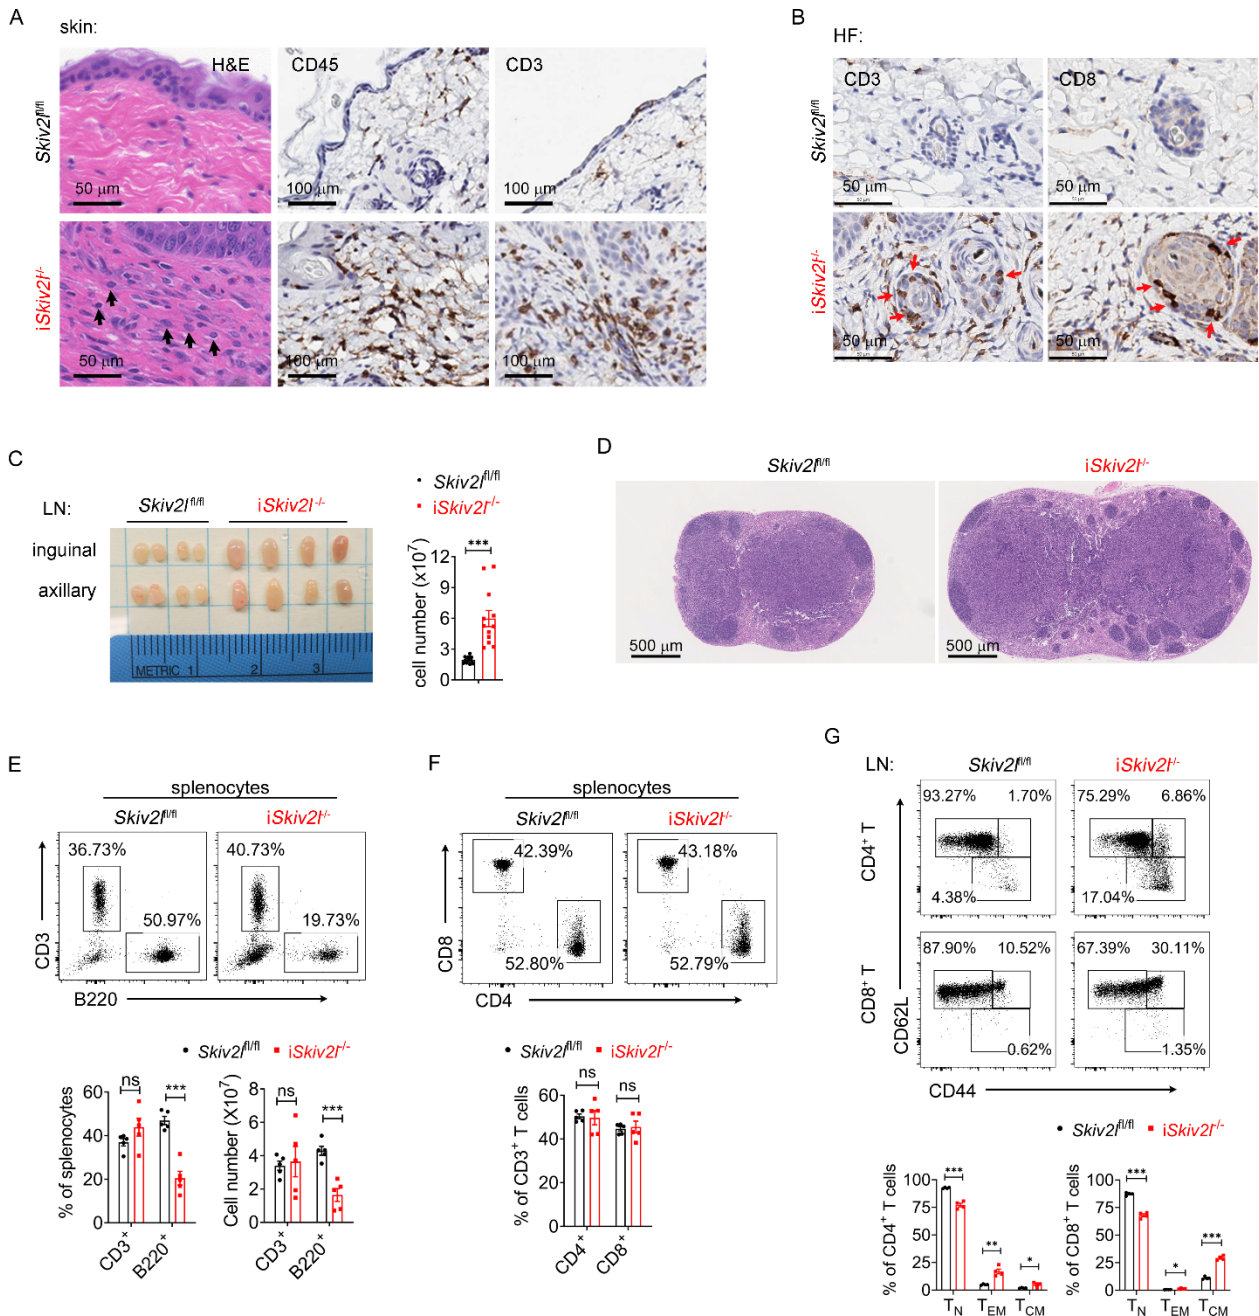 A
skin:
H&E
CD45
CD3
Skiv2l^fl/fl
50 µm
100 µm
100 µm
iSkiv2l^-/-
50 µm
100 µm
100 µm
B
HF:
CD3
CD8
Skiv2l^fl/fl
50 µm
50 µm
iSkiv2l^-/-
50 µm
50 µm
C
LN:
Skiv2l^fl/fl
iSkiv2l^-/-
inguinal
axillary
METRIC 1 2 3
Skiv2l^fl/fl
iSkiv2l^-/-
cell number (x10^7)
12
9
6
3
0
***
D
Skiv2l^fl/fl
iSkiv2l^-/-
500 µm
500 µm
E
splenocytes
Skiv2l^fl/fl
iSkiv2l^-/-
36.73%
40.73%
50.97%
19.73%
CD3
B220
Skiv2l^fl/fl
iSkiv2l^-/-
% of splenocytes
60
40
20
0
ns
***
CD3+
B220+
Cell number (X10^7)
8
6
4
2
0
ns
***
CD3+
B220+
F
splenocytes
Skiv2l^fl/fl
iSkiv2l^-/-
42.39%
43.18%
52.80%
52.79%
CD8
CD4
Skiv2l^fl/fl
iSkiv2l^-/-
% of CD3+ T cells
60
40
20
0
ns
ns
CD4+
CD8+
G
LN:
Skiv2l^fl/fl
iSkiv2l^-/-
CD4+ T
93.27%
1.70%
75.29%
6.86%
4.38%
17.04%
CD8+ T
87.90%
10.52%
67.39%
30.11%
0.62%
1.35%
CD62L
CD44
Skiv2l^fl/fl
iSkiv2l^-/-
% of CD4+ T cells
100
75
50
25
0
***
**
*
TN
TEM
TCM
% of CD8+ T cells
100
75
50
25
0
***
*
***
TN
TEM
TCM